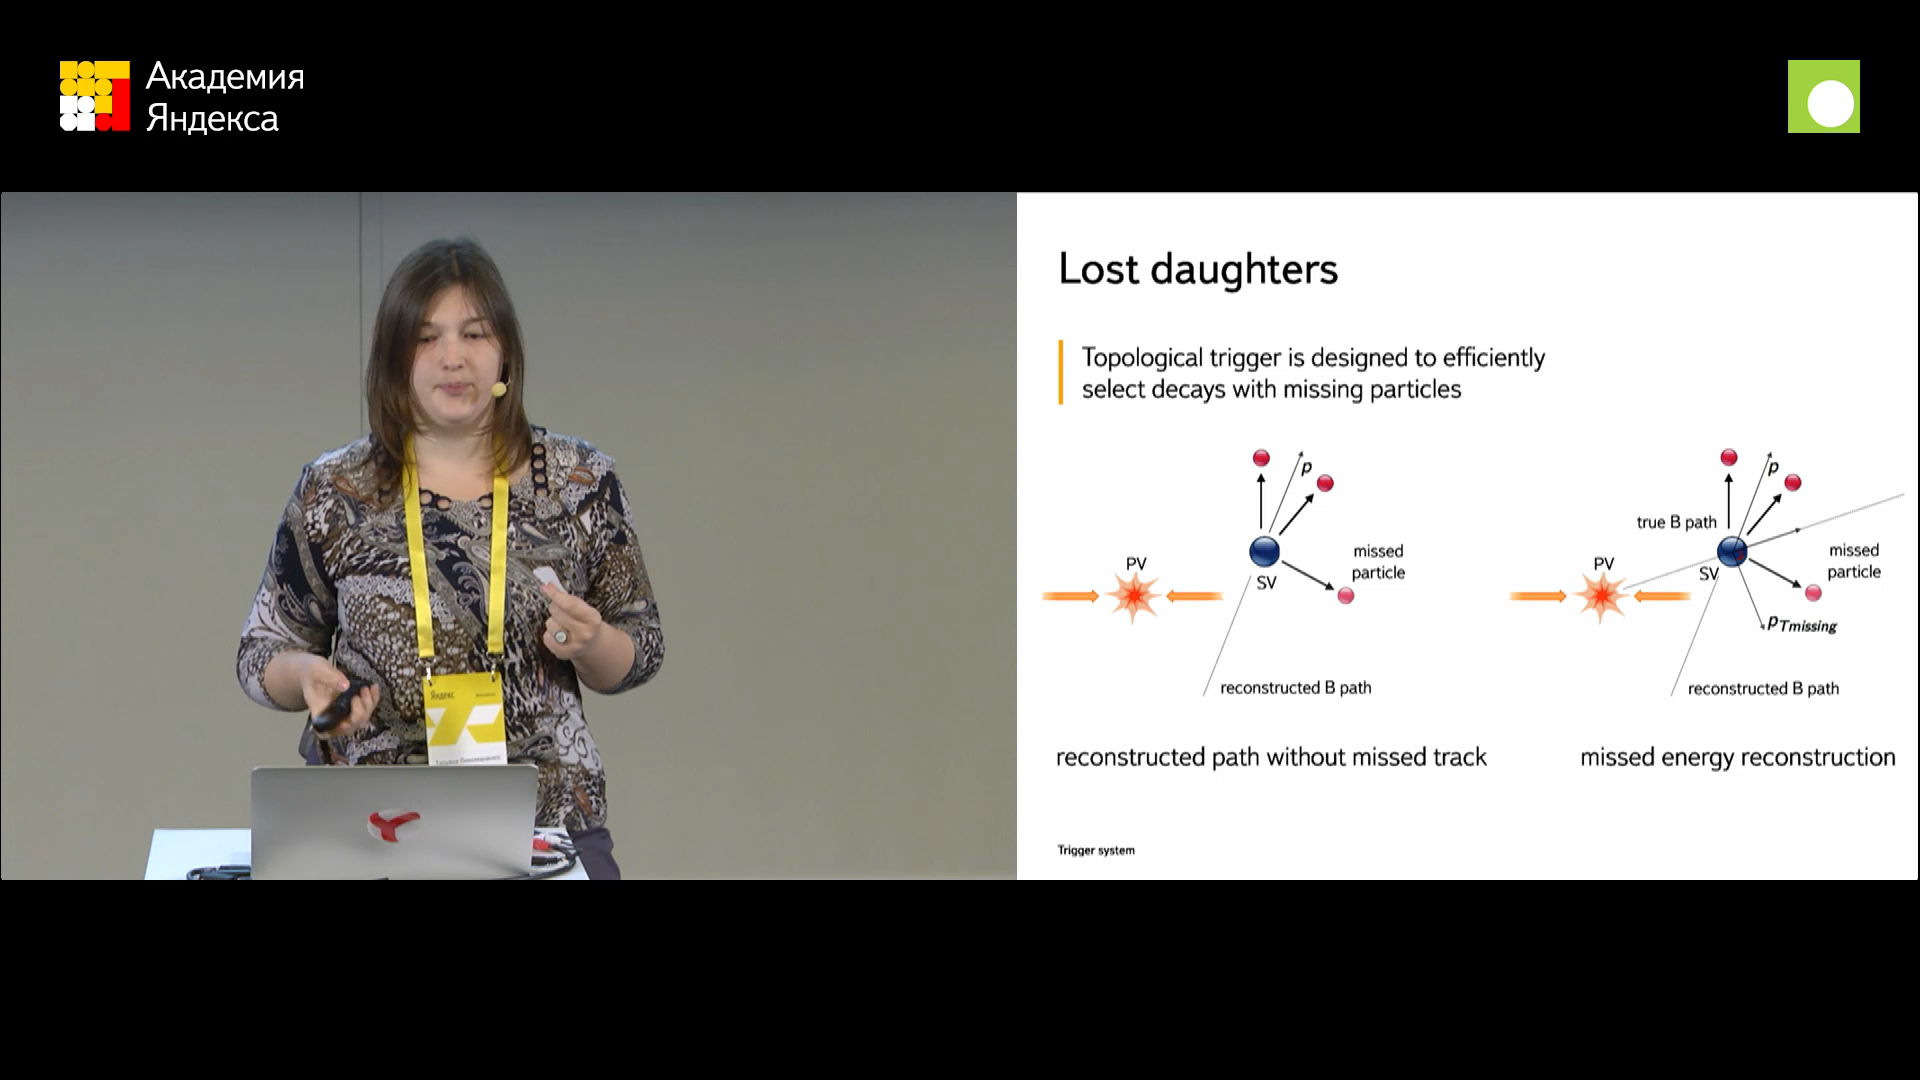 Академия
Яндекса
Lost daughters
Topological trigger is designed to efficiently
select decays with missing particles
p
PV
SV
missed
particle
reconstructed B path
reconstructed path without missed track
p
true B path
PV
SV
missed
particle
pTmissing
reconstructed B path
missed energy reconstruction
Trigger system
Яндекс